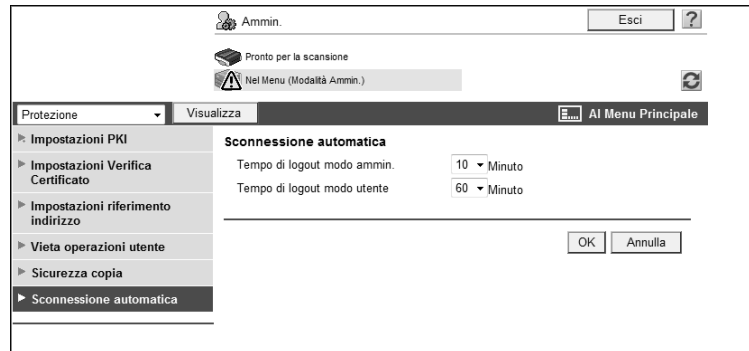 Ammin.
Esci
?
Pronto per la scansione
Nel Menu (Modalità Ammin.)
Protezione
Visualizza
Al Menu Principale
Impostazioni PKI
Impostazioni Verifica
Certificato
Impostazioni riferimento
indirizzo
Vieta operazioni utente
Sicurezza copia
Sconnessione automatica
Sconnessione automatica
Tempo di logout modo ammin. 10 Minuto
Tempo di logout modo utente 60 Minuto
OK Annulla